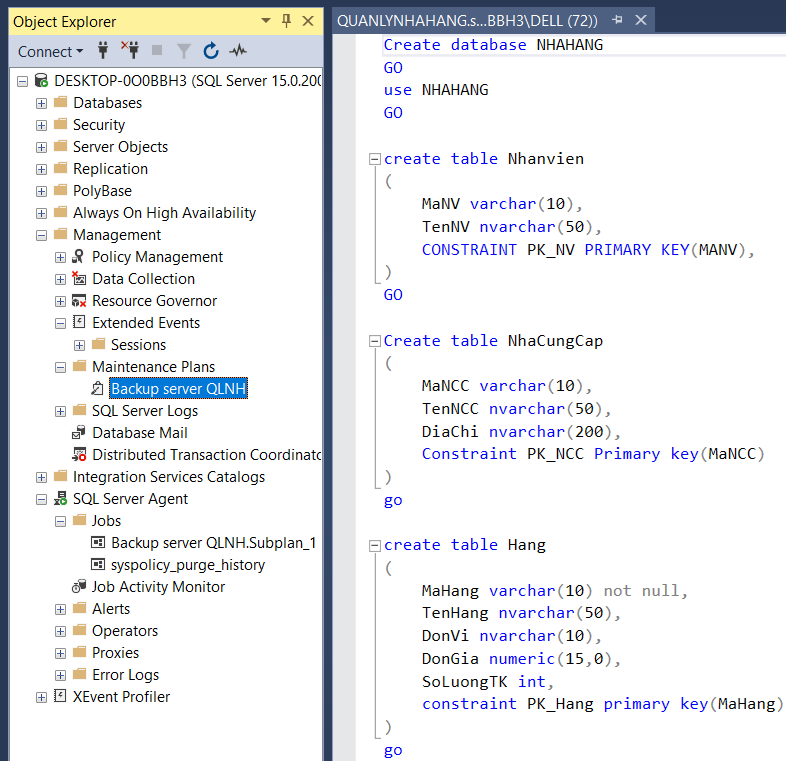 Object Explorer
Connect
DESKTOP-0O0BBH3 (SQL Server 15.0.200
Databases
Security
Server Objects
Replication
PolyBase
Always On High Availability
Management
Policy Management
Data Collection
Resource Governor
Extended Events
Sessions
Maintenance Plans
Backup server QLNH
SQL Server Logs
Database Mail
Distributed Transaction Coordinato
Integration Services Catalogs
SQL Server Agent
Jobs
Backup server QLNH.Subplan_1
syspolicy_purge_history
Job Activity Monitor
Alerts
Operators
Proxies
Error Logs
XEvent Profiler
QUANLYNHAHANG.s...BBH3\DELL (72))
Create database NHAHANG
GO
use NHAHANG
GO
create table Nhanvien
(
MaNV varchar(10),
TenNV nvarchar(50),
CONSTRAINT PK_NV PRIMARY KEY(MANV),
)
GO
Create table NhaCungCap
(
MaNCC varchar(10),
TenNCC nvarchar(50),
DiaChi nvarchar(200),
Constraint PK_NCC Primary key(MaNCC)
)
go
create table Hang
(
MaHang varchar(10) not null,
TenHang nvarchar(50),
DonVi nvarchar(10),
DonGia numeric(15,0),
SoLuongTK int,
constraint PK_Hang primary key(MaHang)
)
go